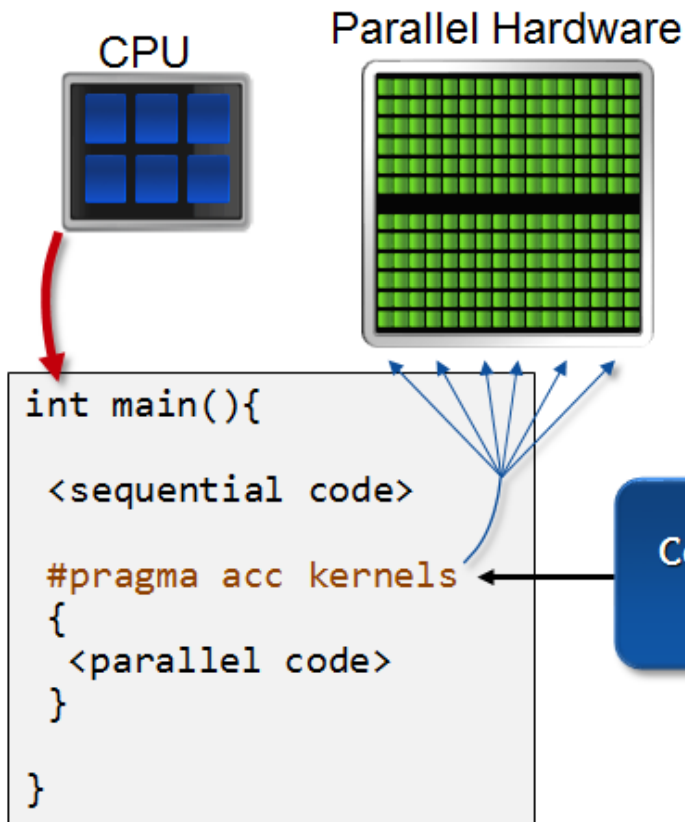 CPU
Parallel Hardware
int main(){
<sequential code>
#pragma acc kernels
{
<parallel code>
}
}